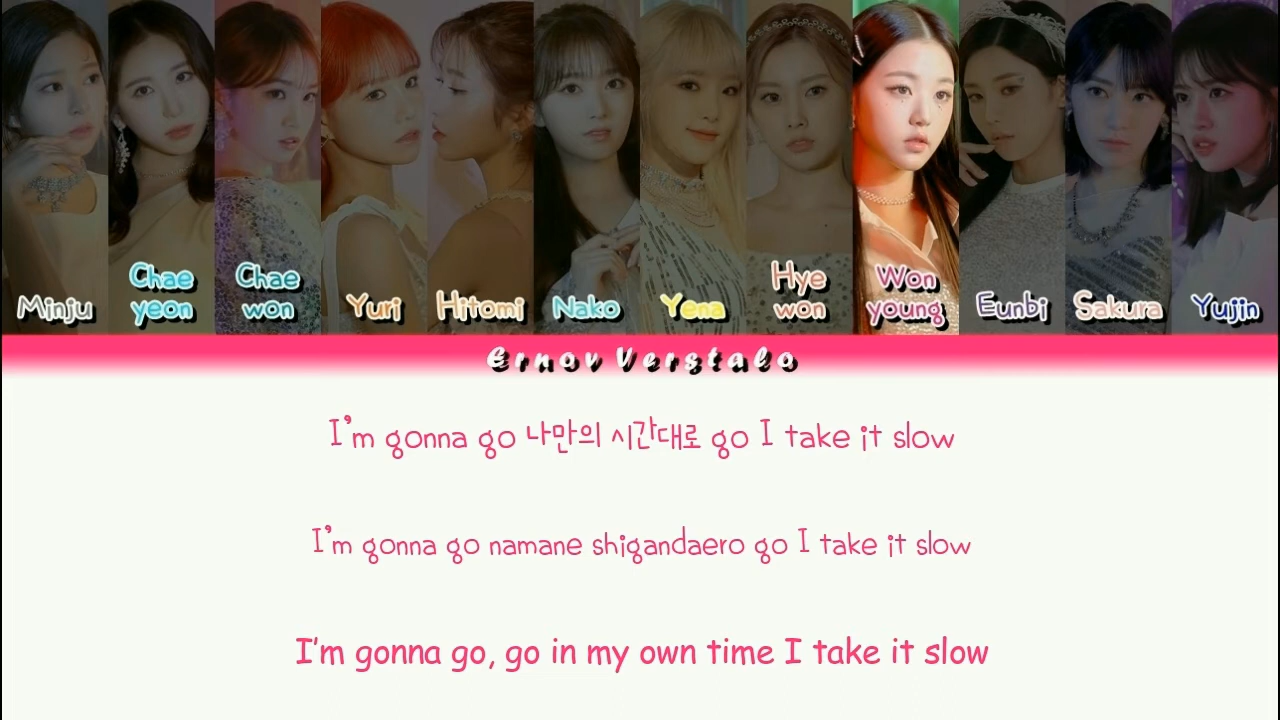 Minju
Chae
yeon
Chae
won
Yuri
Hitomi
Nako
Yena
Hye
won
Won
young
Eunbi
Sakura
Yujin
Ernov Verstalo
I'm gonna go 나만의 시간대로 go I take it slow
I'm gonna go namane shigandaero go I take it slow
I'm gonna go, go in my own time I take it slow